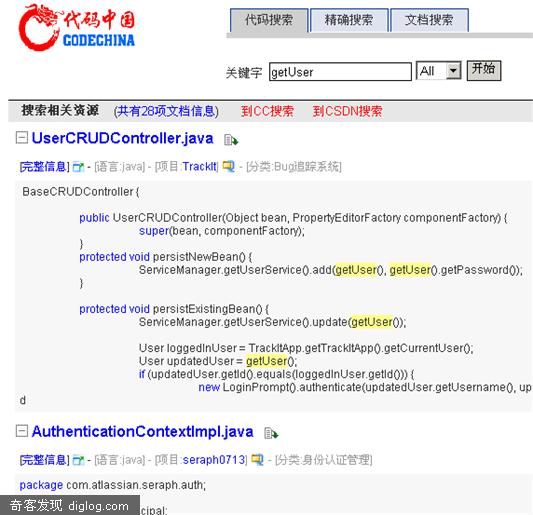 代码中国
CODECHINA
代码搜索 精确搜索 文档搜索
关键字 getUser All 开始
搜索相关资源 (共有28项文档信息) 到CC搜索 到CSDN搜索
UserCRUDController.java
[完整信息] - [语言:java] - [项目:TrackIt] - [分类:Bug追踪系统]
BaseCRUDController {
public UserCRUDController(Object bean, PropertyEditorFactory componentFactory) {
super(bean, componentFactory);
}
protected void persistNewBean() {
ServiceManager.getUserService().add(getUser(), getUser().getPassword());
}
protected void persistExistingBean() {
ServiceManager.getUserService().update(getUser());
User loggedInUser = TrackItApp.getTrackItApp().getCurrentUser();
User updatedUser = getUser();
if (updatedUser.getId().equals(loggedInUser.getId())) {
new LoginPrompt().authenticate(updatedUser.getUsername(), up
d
AuthenticationContextImpl.java
[完整信息] - [语言:java] - [项目:seraph0713] - [分类:身份认证管理]
package com.atlassian.seraph.auth;
奇客发现 diglog.com